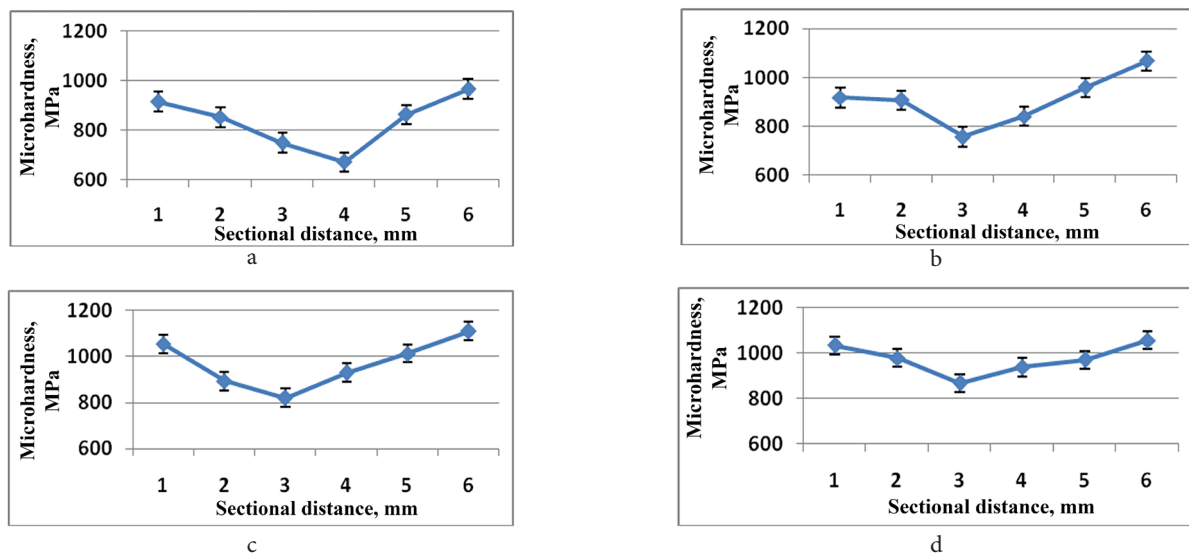 1200
1000
800
600
Microhardness,
MPa
1 2 3 4 5 6
Sectional distance, mm
a
1200
1000
800
600
Microhardness,
MPa
1 2 3 4 5 6
Sectional distance, mm
b
1200
1000
800
600
Microhardness,
MPa
1 2 3 4 5 6
Sectional distance, mm
c
1200
1000
800
600
Microhardness,
MPa
1 2 3 4 5 6
Sectional distance, mm
d